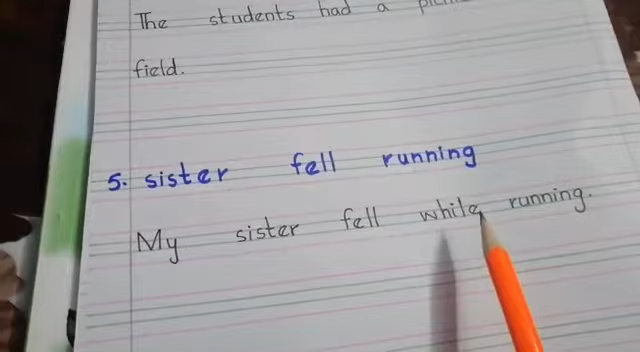 The students had a
field.
5. sister fell running
My sister fell while running.